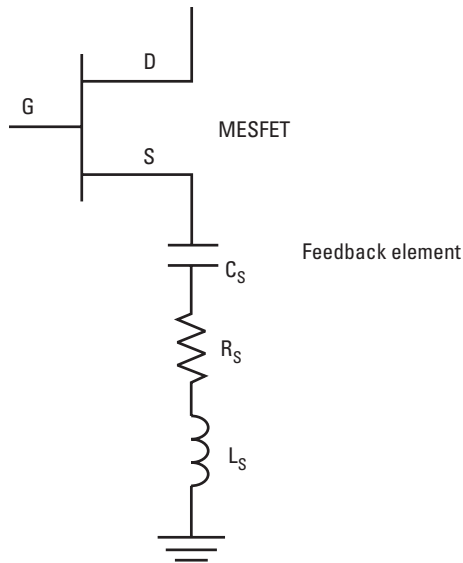 D
G
MESFET
S
Feedback element
C_S
R_S
L_S